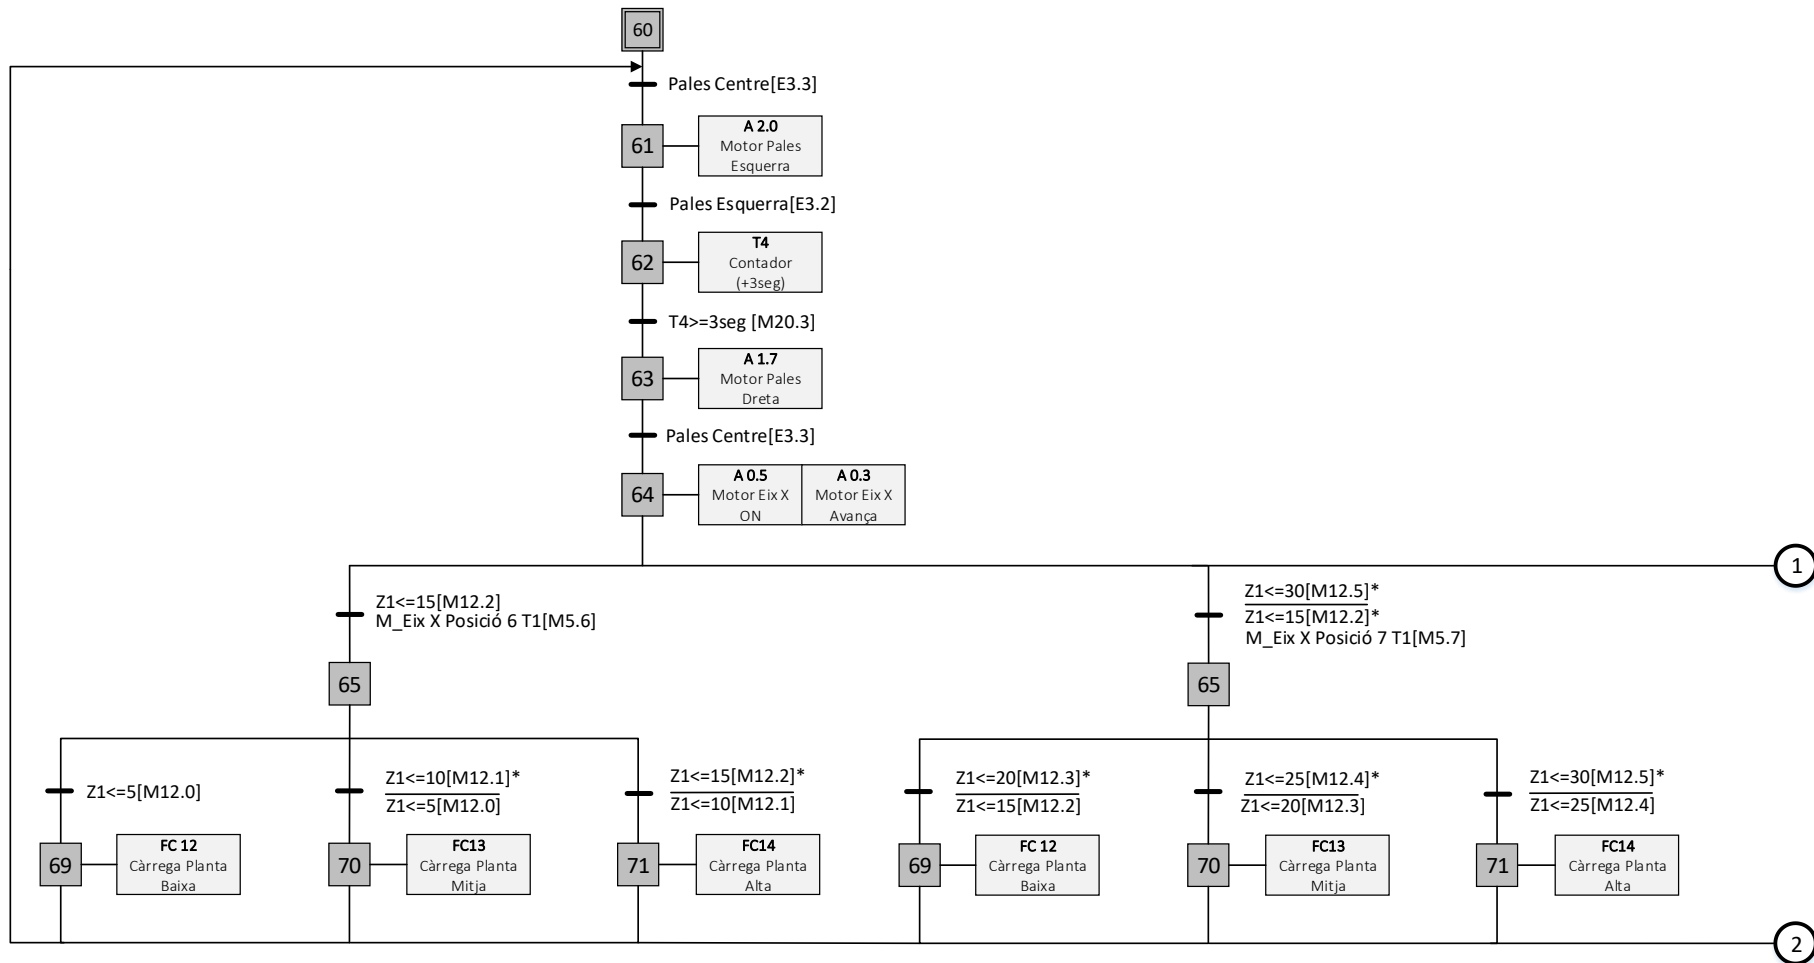 60
Pales Centre[E3.3]
61
A 2.0
Motor Pales
Esquerra
Pales Esquerra[E3.2]
62
T4
Contador
(+3seg)
T4>=3seg [M20.3]
63
A 1.7
Motor Pales
Dreta
Pales Centre[E3.3]
64
A 0.5
Motor Eix X
ON
A 0.3
Motor Eix X
Avança
1
Z1<=15[M12.2]
M_Eix X Posició 6 T1[M5.6]
Z1<=30[M12.5]*
Z1<=15[M12.2]*
M_Eix X Posició 7 T1[M5.7]
65
65
Z1<=5[M12.0]
Z1<=10[M12.1]*
Z1<=5[M12.0]
Z1<=15[M12.2]*
Z1<=10[M12.1]
Z1<=20[M12.3]*
Z1<=15[M12.2]
Z1<=25[M12.4]*
Z1<=20[M12.3]
Z1<=30[M12.5]*
Z1<=25[M12.4]
69
FC 12
Càrrega Planta
Baixa
70
FC13
Càrrega Planta
Mitja
71
FC14
Càrrega Planta
Alta
69
FC 12
Càrrega Planta
Baixa
70
FC13
Càrrega Planta
Mitja
71
FC14
Càrrega Planta
Alta
2